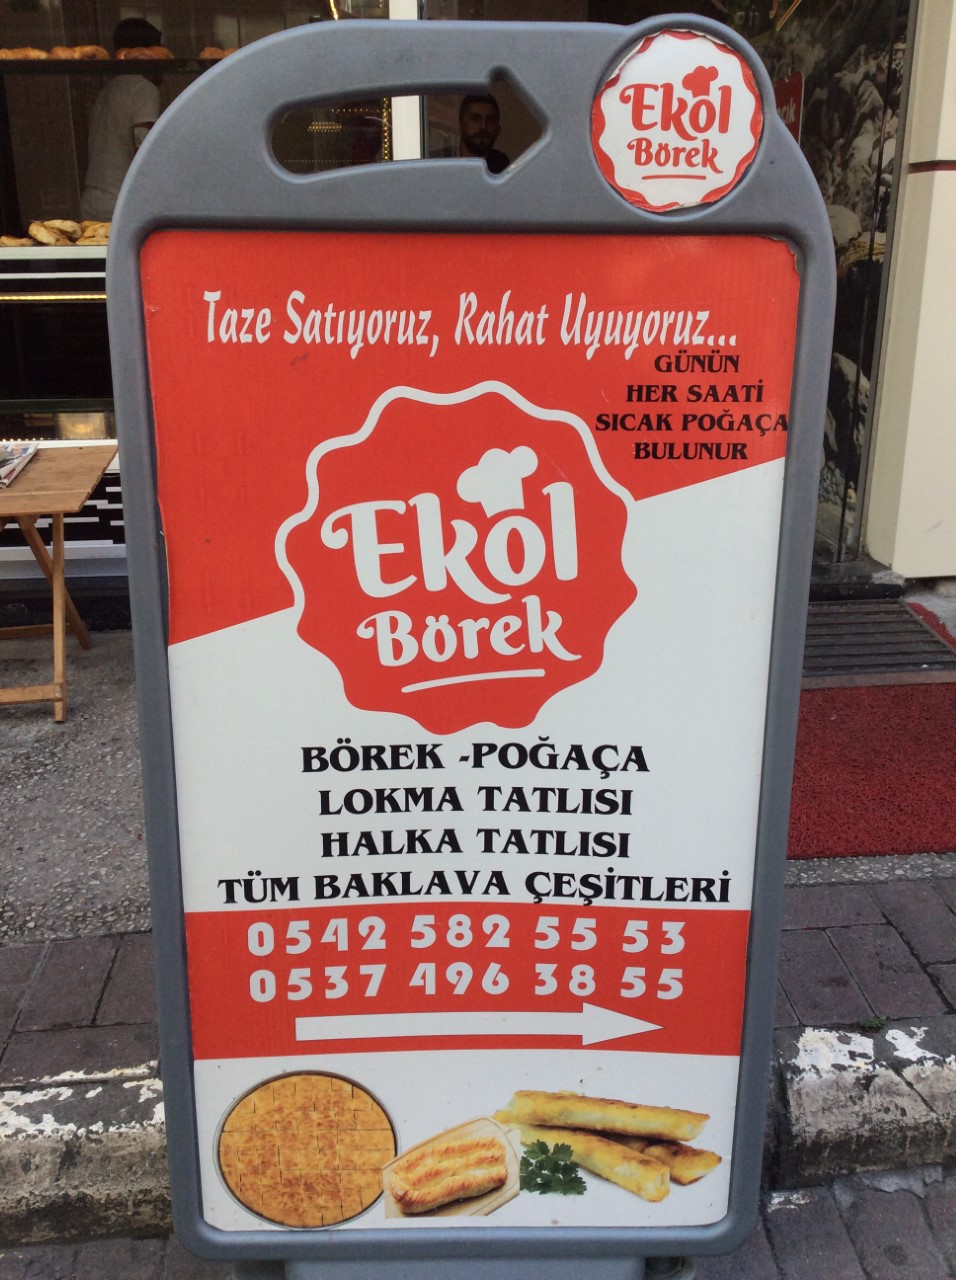 Ekol
Börek
Taze Satıyoruz, Rahat Uyuyoruz...
GÜNÜN
HER SAATİ
SICAK POĞAÇA
BULUNUR
Ekol
Börek
BÖREK -POĞAÇA
LOKMA TATLISI
HALKA TATLISI
TÜM BAKLAVA ÇEŞİTLERİ
0542 582 55 53
0537 496 38 55